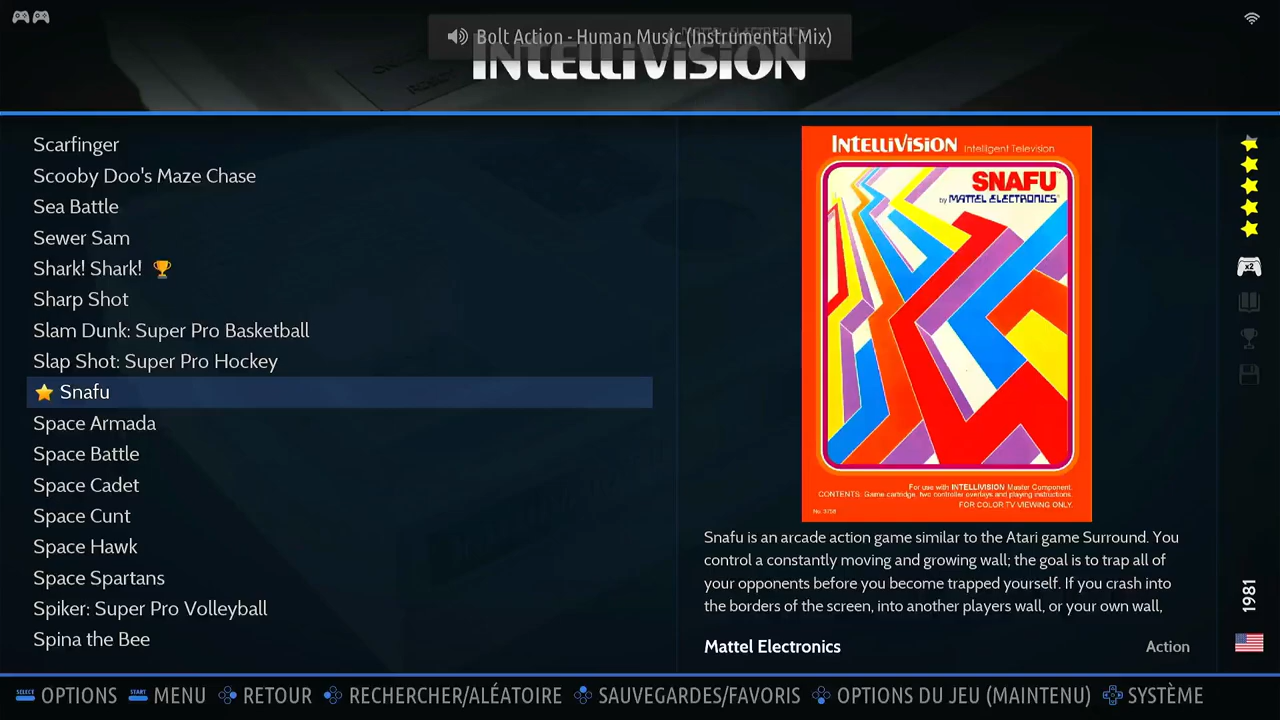 Bolt Action - Human Music (Instrumental Mix)
INTELLIVISION
Scarfinger
Scooby Doo's Maze Chase
Sea Battle
Sewer Sam
Shark! Shark!
Sharp Shot
Slam Dunk: Super Pro Basketball
Slap Shot: Super Pro Hockey
Snafu
Space Armada
Space Battle
Space Cadet
Space Cunt
Space Hawk
Space Spartans
Spiker: Super Pro Volleyball
Spina the Bee
INTELLIVISION Intelligent Television
SNAFU
by MATTEL ELECTRONICS
For use with INTELLIVISION Master Component.
CONTENTS: Game cartridge, two controller overlays and playing instructions.
FOR COLOR TV VIEWING ONLY.
No. 3758
Snafu is an arcade action game similar to the Atari game Surround. You
control a constantly moving and growing wall; the goal is to trap all of
your opponents before you become trapped yourself. If you crash into
the borders of the screen, into another players wall, or your own wall,
Mattel Electronics
Action
x2
1981
SELECT OPTIONS START MENU RETOUR RECHERCHER/ALÉATOIRE SAUVEGARDES/FAVORIS OPTIONS DU JEU (MAINTENU) SYSTÈME